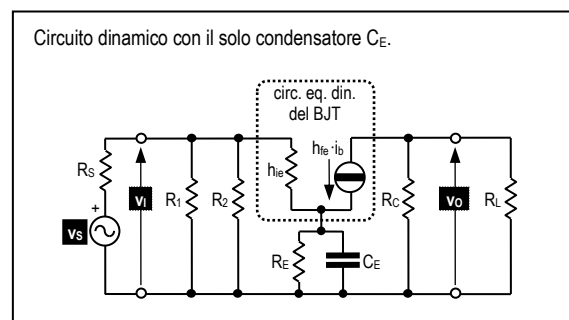 Circuito dinamico con il solo condensatore CE.
circ. eq. din.
del BJT
hfe·ib
hie
RS
vI
R1
R2
RC
vO
RL
+
vS
RE
CE